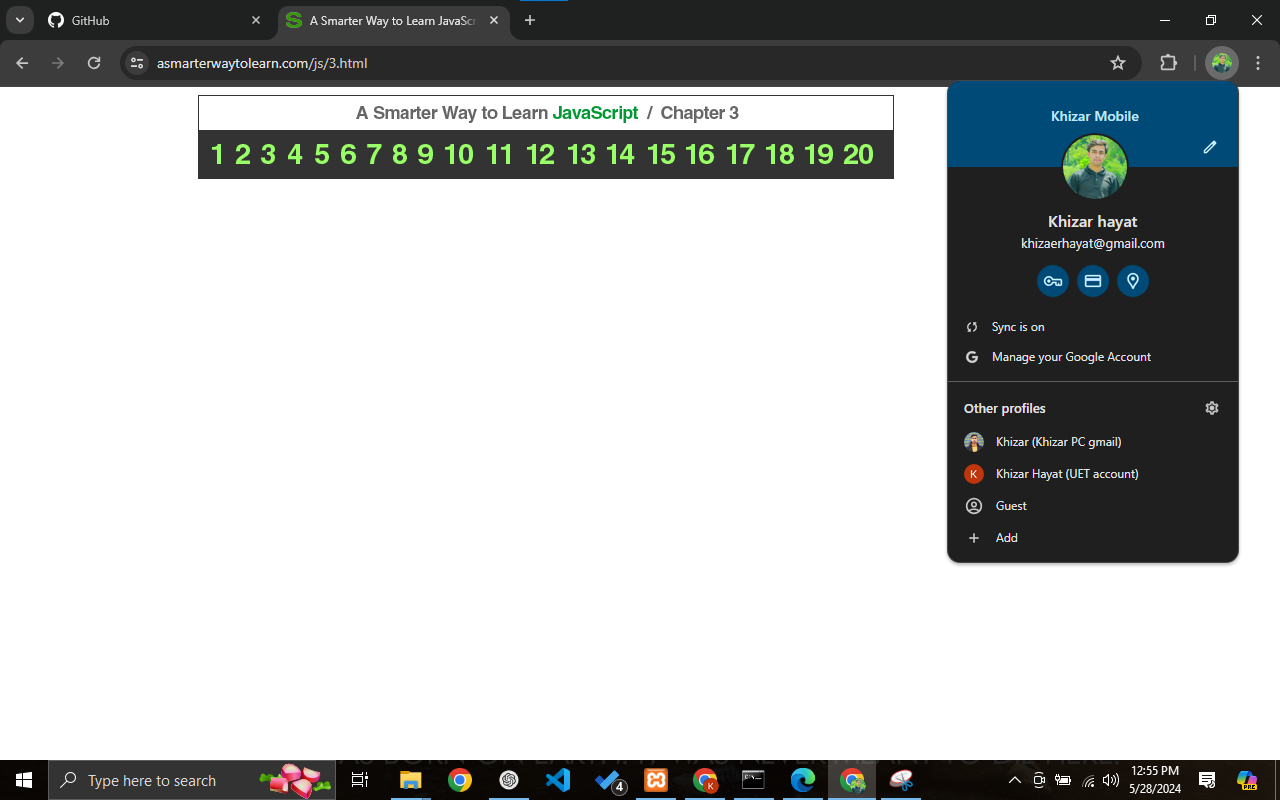 GitHub
A Smarter Way to Learn JavaSc
asmarterwaytolearn.com/js/3.html
A Smarter Way to Learn JavaScript / Chapter 3
1 2 3 4 5 6 7 8 9 10 11 12 13 14 15 16 17 18 19 20
Khizar Mobile
Khizar hayat
khizaerhayat@gmail.com
Sync is on
Manage your Google Account
Other profiles
Khizar (Khizar PC gmail)
K
Khizar Hayat (UET account)
Guest
Add
Type here to search
4
K
12:55 PM
5/28/2024
PRE